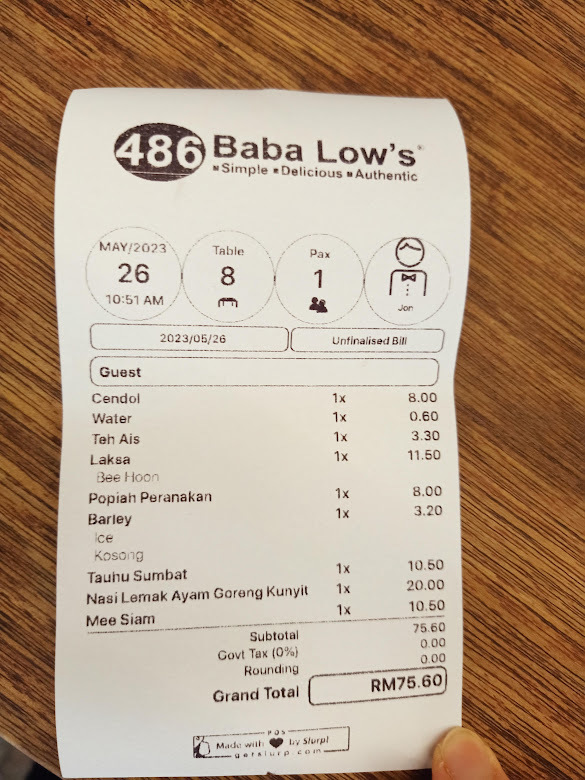 486 Baba Low's
Simple Delicious Authentic
MAY/2023
26
10:51 AM
Table
8
Pax
1
Jon
2023/05/26 Unfinalised Bill
Guest
Cendol 1x 8.00
Water 1x 0.60
Teh Ais 1x 3.30
Laksa 1x 11.50
Bee Hoon
Popiah Peranakan 1x 8.00
Barley 1x 3.20
Ice
Kosong
Tauhu Sumbat 1x 10.50
Nasi Lemak Ayam Goreng Kunyit 1x 20.00
Mee Siam 1x 10.50
Subtotal 75.60
Govt Tax (0%) 0.00
Rounding 0.00
Grand Total RM75.60
POS
Made with ❤ by Slurp!
getslurp.com